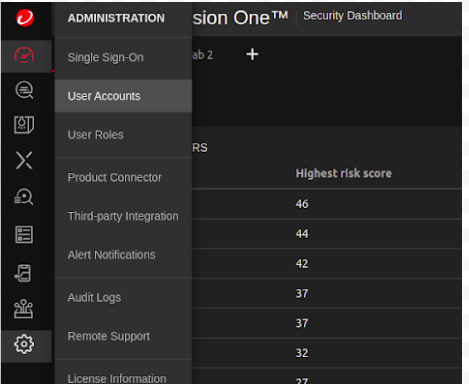 ADMINISTRATION
sion One™
Security Dashboard
Single Sign-On
ab 2
+
User Accounts
User Roles
RS
Highest risk score
Product Connector
46
Third-party Integration
44
Alert Notifications
42
Audit Logs
37
37
Remote Support
32
License Information
27